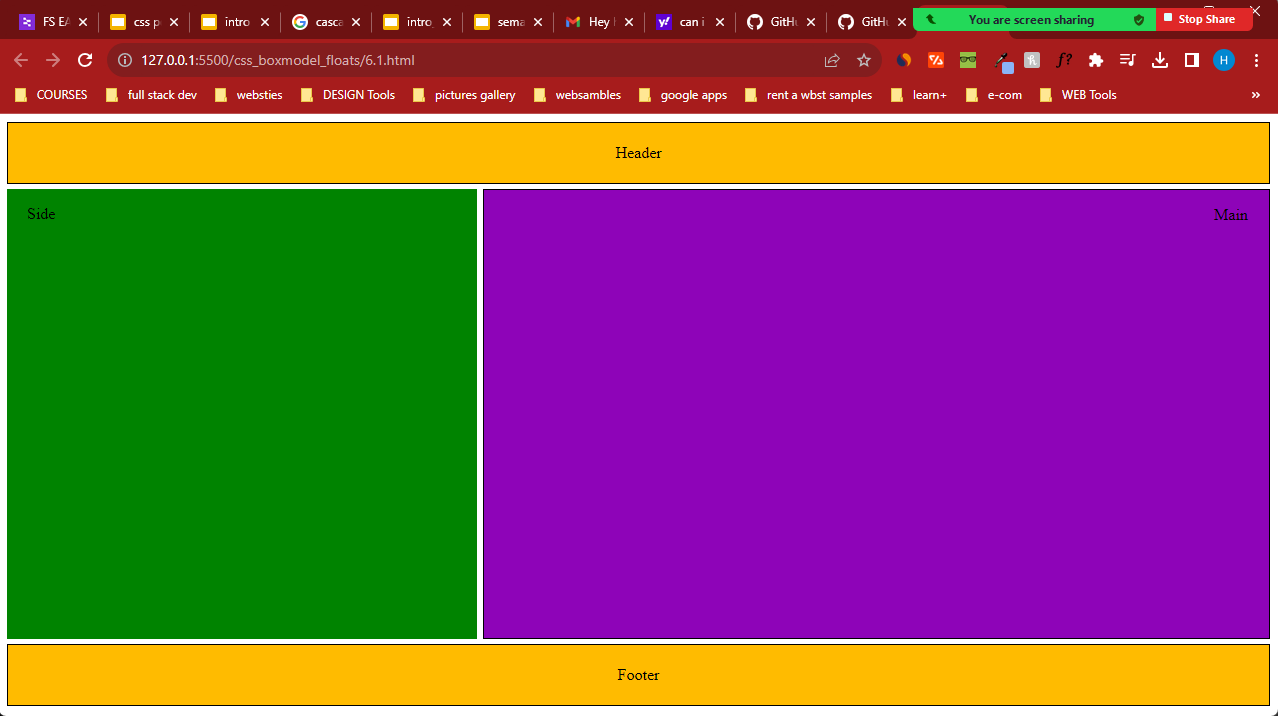 FS EA css p intro casca intro sema Hey I can i GitHu GitHu You are screen sharing Stop Share
127.0.0.1:5500/css_boxmodel_floats/6.1.html f? H
COURSES full stack dev websties DESIGN Tools pictures gallery websambles google apps rent a wbst samples learn+ e-com WEB Tools »
Header
Side Main
Footer